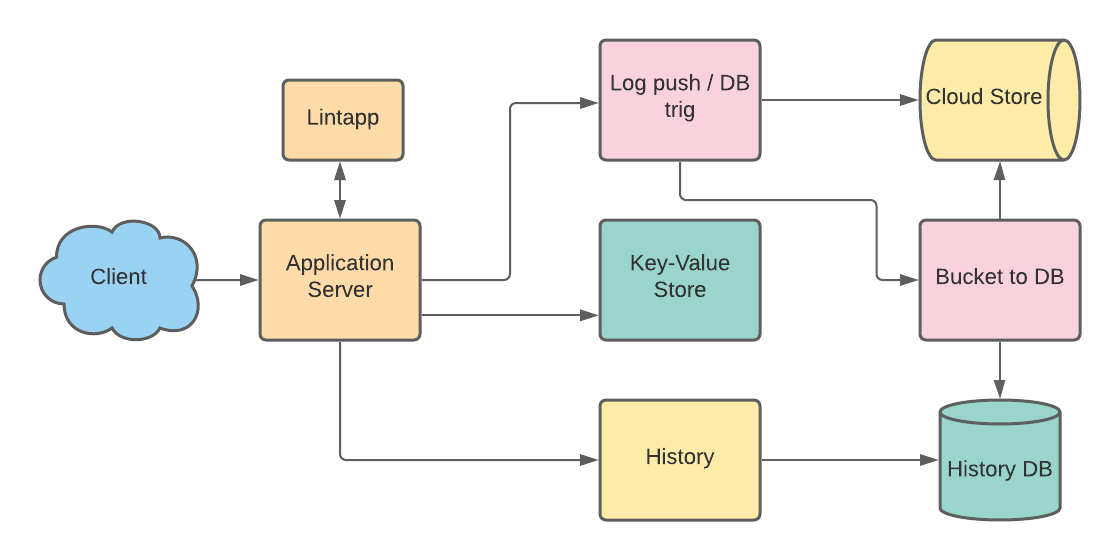 Lintapp
Client
Application
Server
Log push / DB
trig
Cloud Store
Key-Value
Store
Bucket to DB
History
History DB